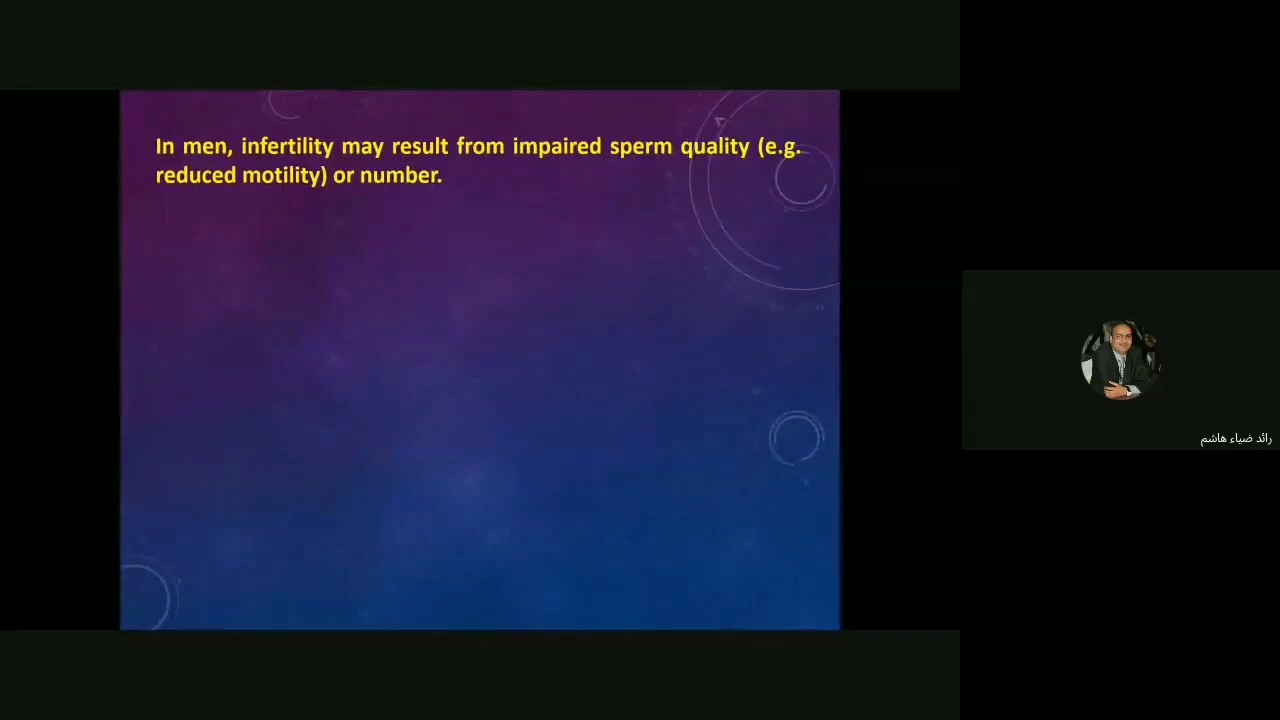 In men, infertility may result from impaired sperm quality (e.g.
reduced motility) or number.
رائد ضياء هاشم